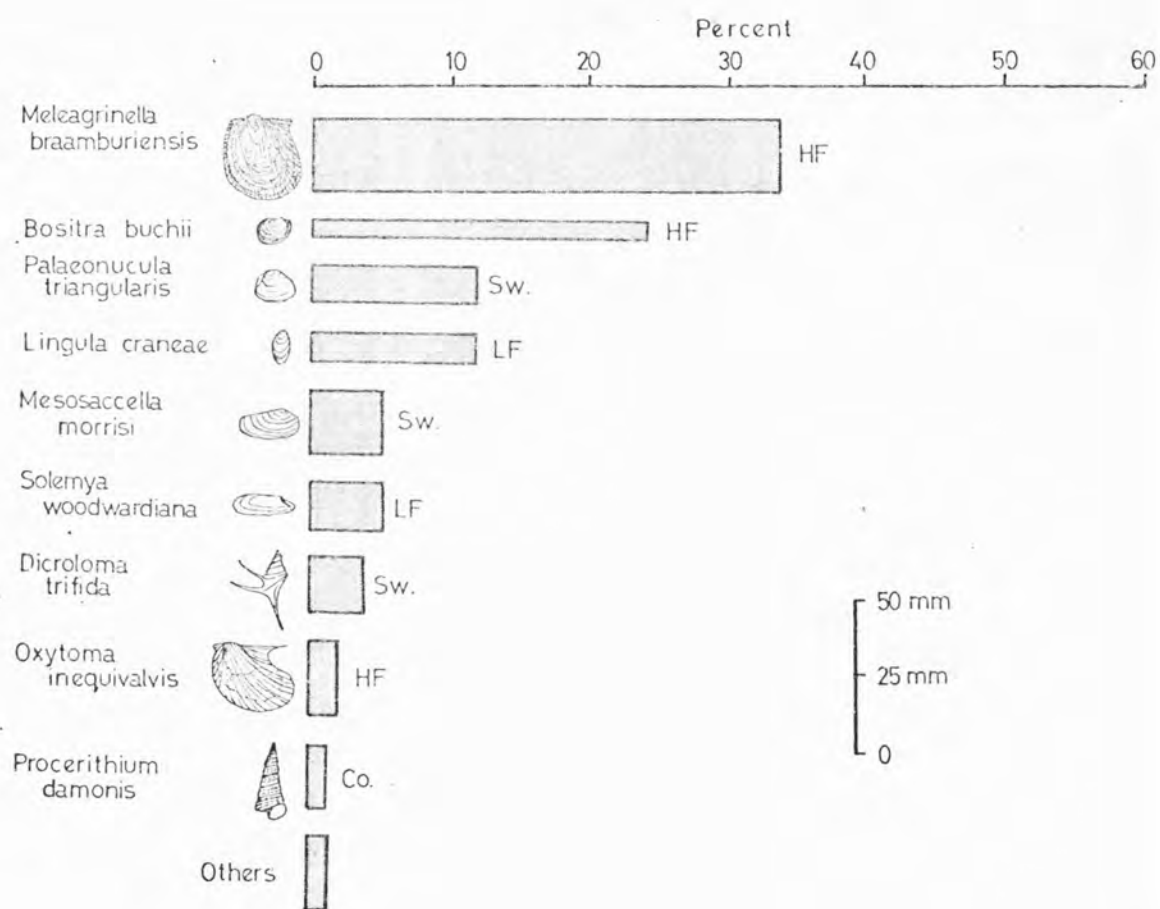 Percent
0 10 20 30 40 50 60
Meleagrinella
braamburiensis
HF
Bositra buchii
HF
Palaeonucula
triangularis
Sw.
Lingula craneae
LF
Mesosaccella
morrisi
Sw.
Solemya
woodwardiana
LF
Dicroloma
trifida
Sw.
50 mm
25 mm
0
Oxytoma
inequivalvis
HF
Procerithium
damonis
Co.
Others